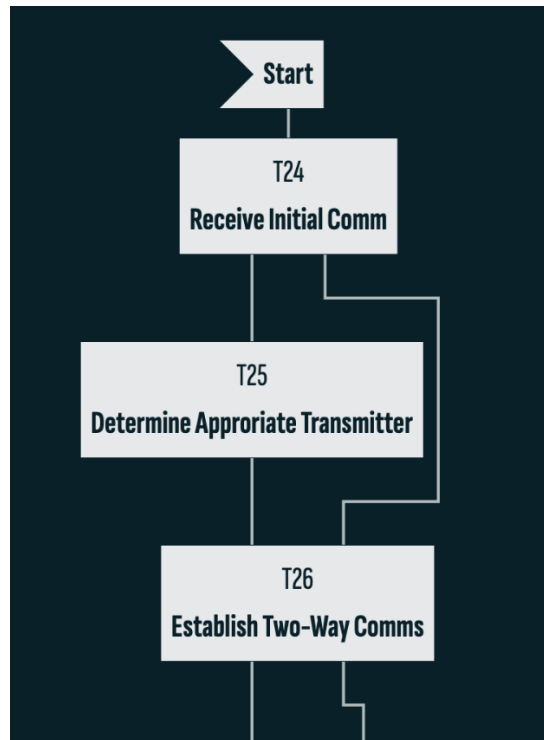 Start
T24
Receive Initial Comm
T25
Determine Approriate Transmitter
T26
Establish Two-Way Comms